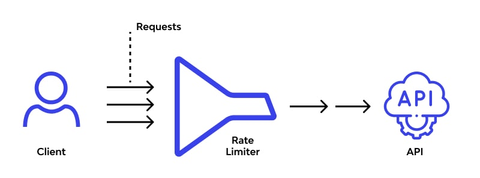 Requests
API
Client
Rate
Limiter
API